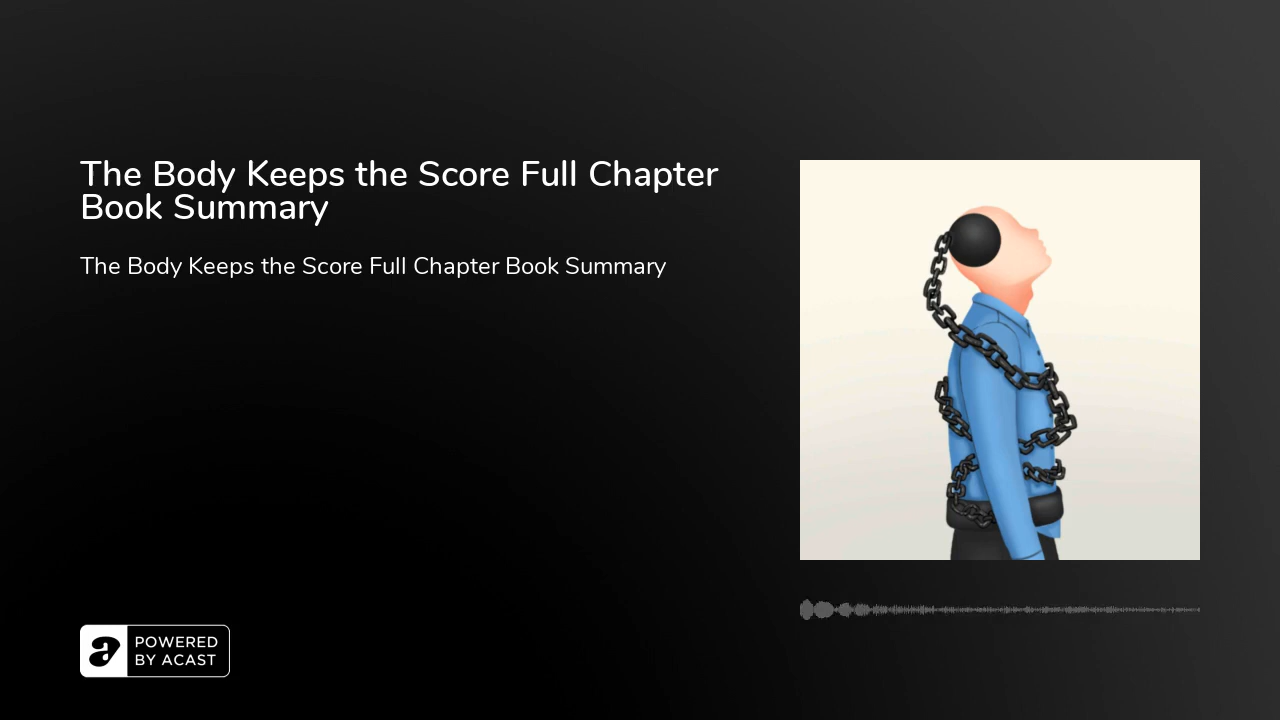 The Body Keeps the Score Full Chapter
Book Summary
The Body Keeps the Score Full Chapter Book Summary
a POWERED
BY ACAST